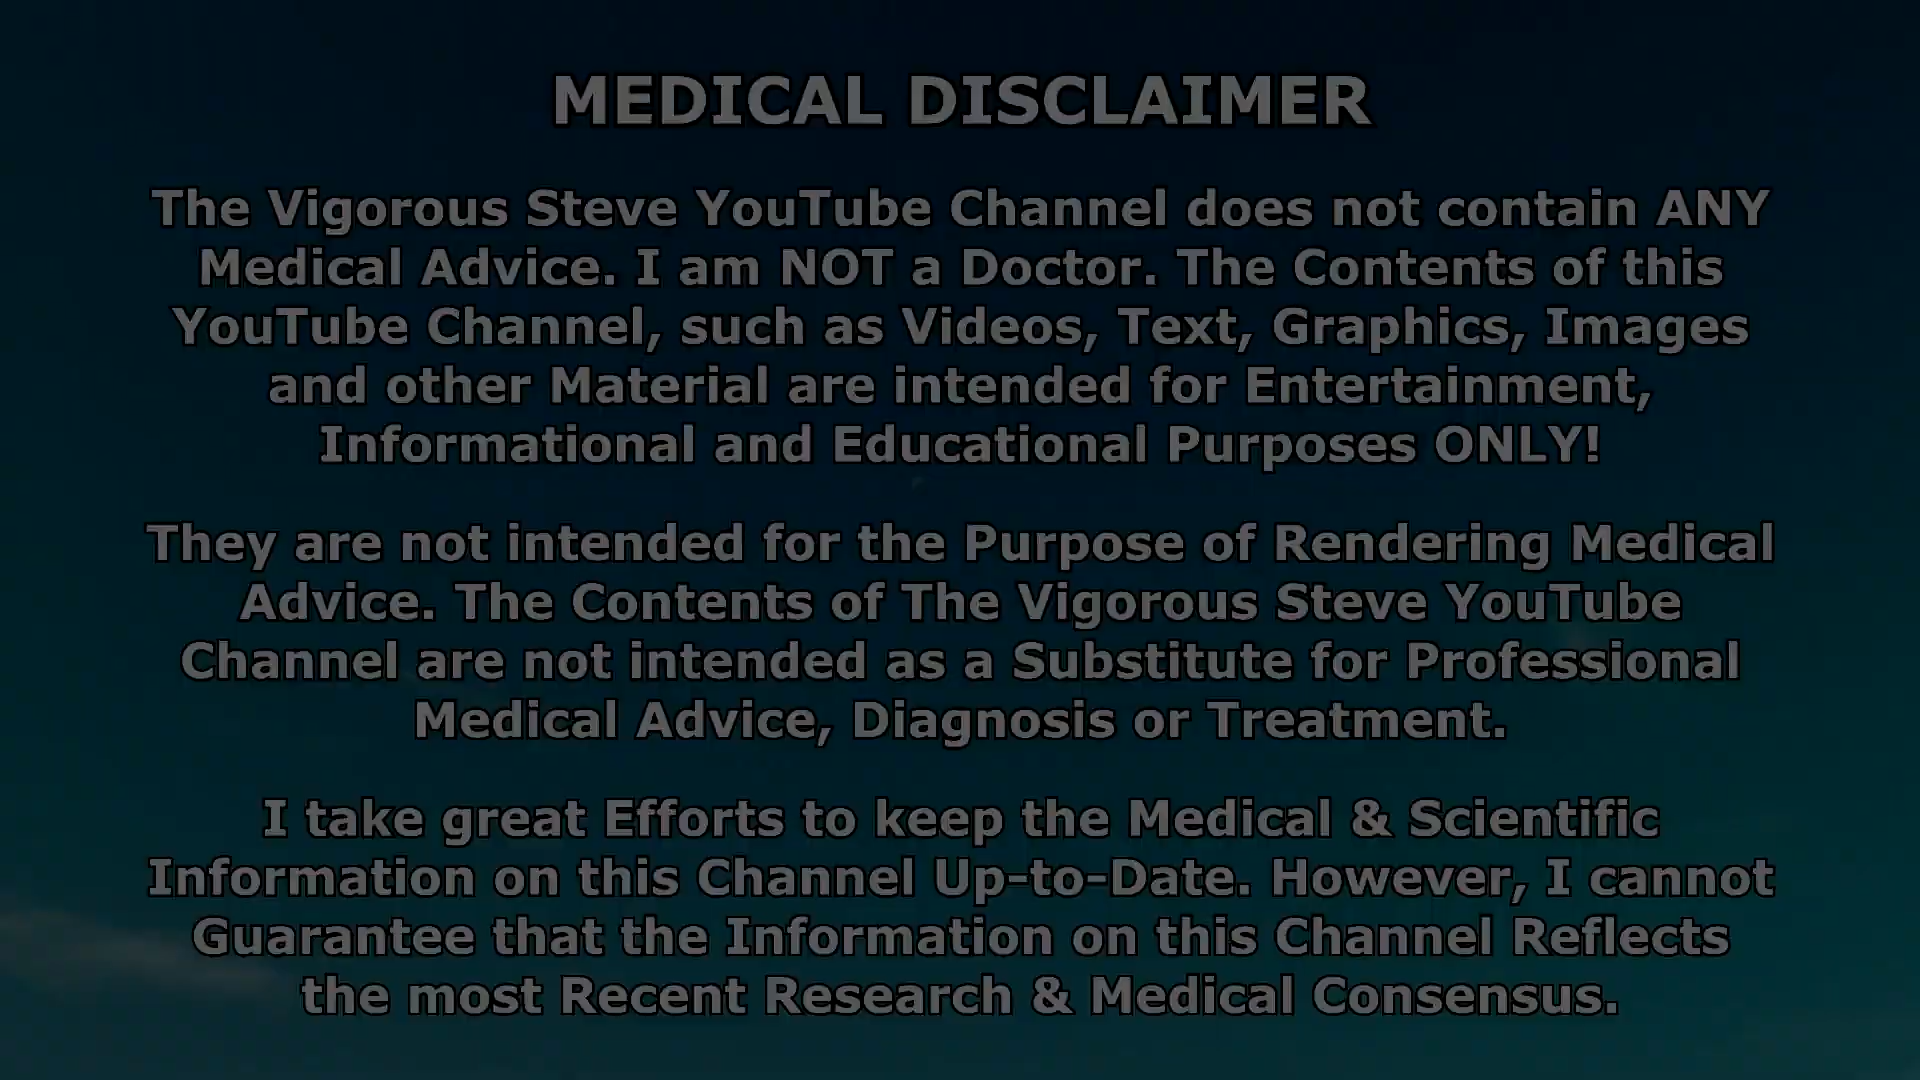 MEDICAL DISCLAIMER
The Vigorous Steve YouTube Channel does not contain ANY
Medical Advice. I am NOT a Doctor. The Contents of this
YouTube Channel, such as Videos, Text, Graphics, Images
and other Material are intended for Entertainment,
Informational and Educational Purposes ONLY!
They are not intended for the Purpose of Rendering Medical
Advice. The Contents of The Vigorous Steve YouTube
Channel are not intended as a Substitute for Professional
Medical Advice, Diagnosis or Treatment.
I take great Efforts to keep the Medical & Scientific
Information on this Channel Up-to-Date. However, I cannot
Guarantee that the Information on this Channel Reflects
the most Recent Research & Medical Consensus.